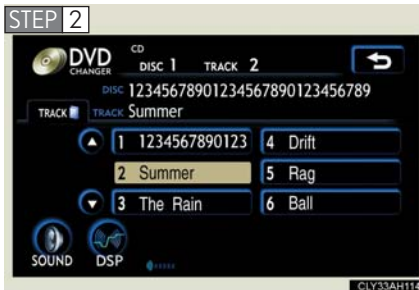 STEP 2
DVD CHANGER
CD
DISC 1 TRACK 2
DISC 12345678901234567890123456789
TRACK TRACK Summer
1 1234567890123 4 Drift
2 Summer 5 Rag
3 The Rain 6 Ball
SOUND DSP
CLY33AH114